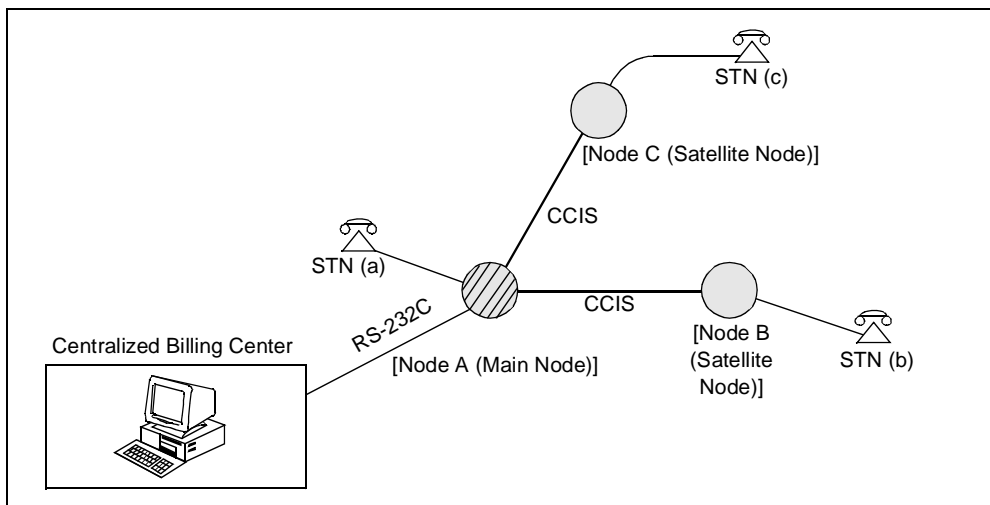 STN (c)
[Node C (Satellite Node)]
CCIS
STN (a)
CCIS
RS-232C
[Node B
(Satellite
Node)]
STN (b)
Centralized Billing Center
[Node A (Main Node)]